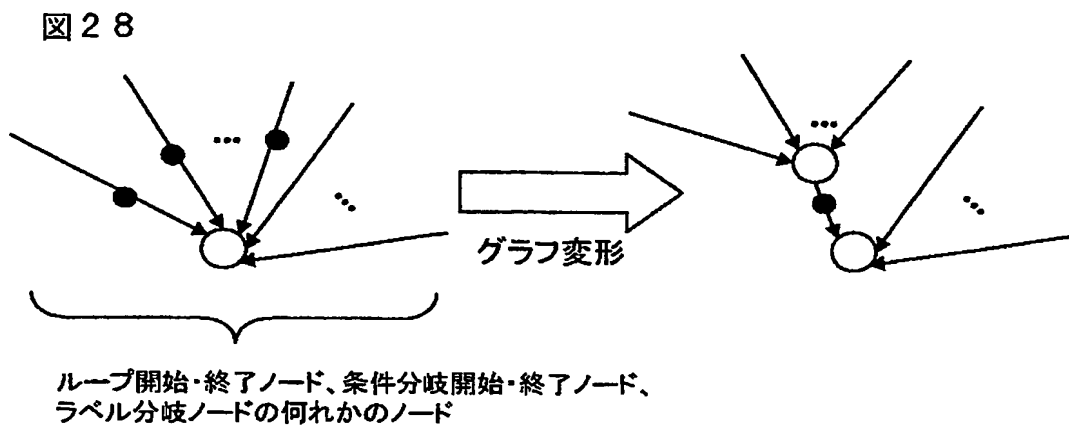 図２８
グラフ変形
ループ開始・終了ノード、条件分岐開始・終了ノード、
ラベル分岐ノードの何れかのノード